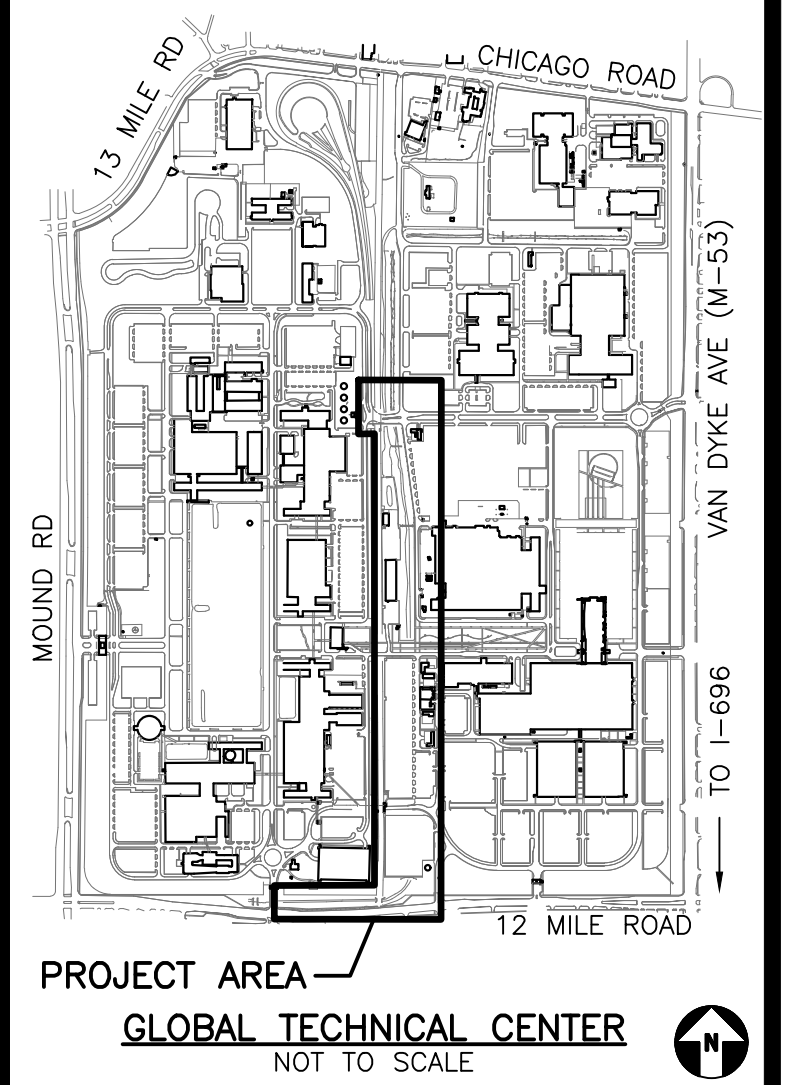 CHICAGO ROAD
13 MILE RD
VAN DYKE AVE (M-53)
MOUND RD
TO I-696
12 MILE ROAD
PROJECT AREA
GLOBAL TECHNICAL CENTER
NOT TO SCALE
N